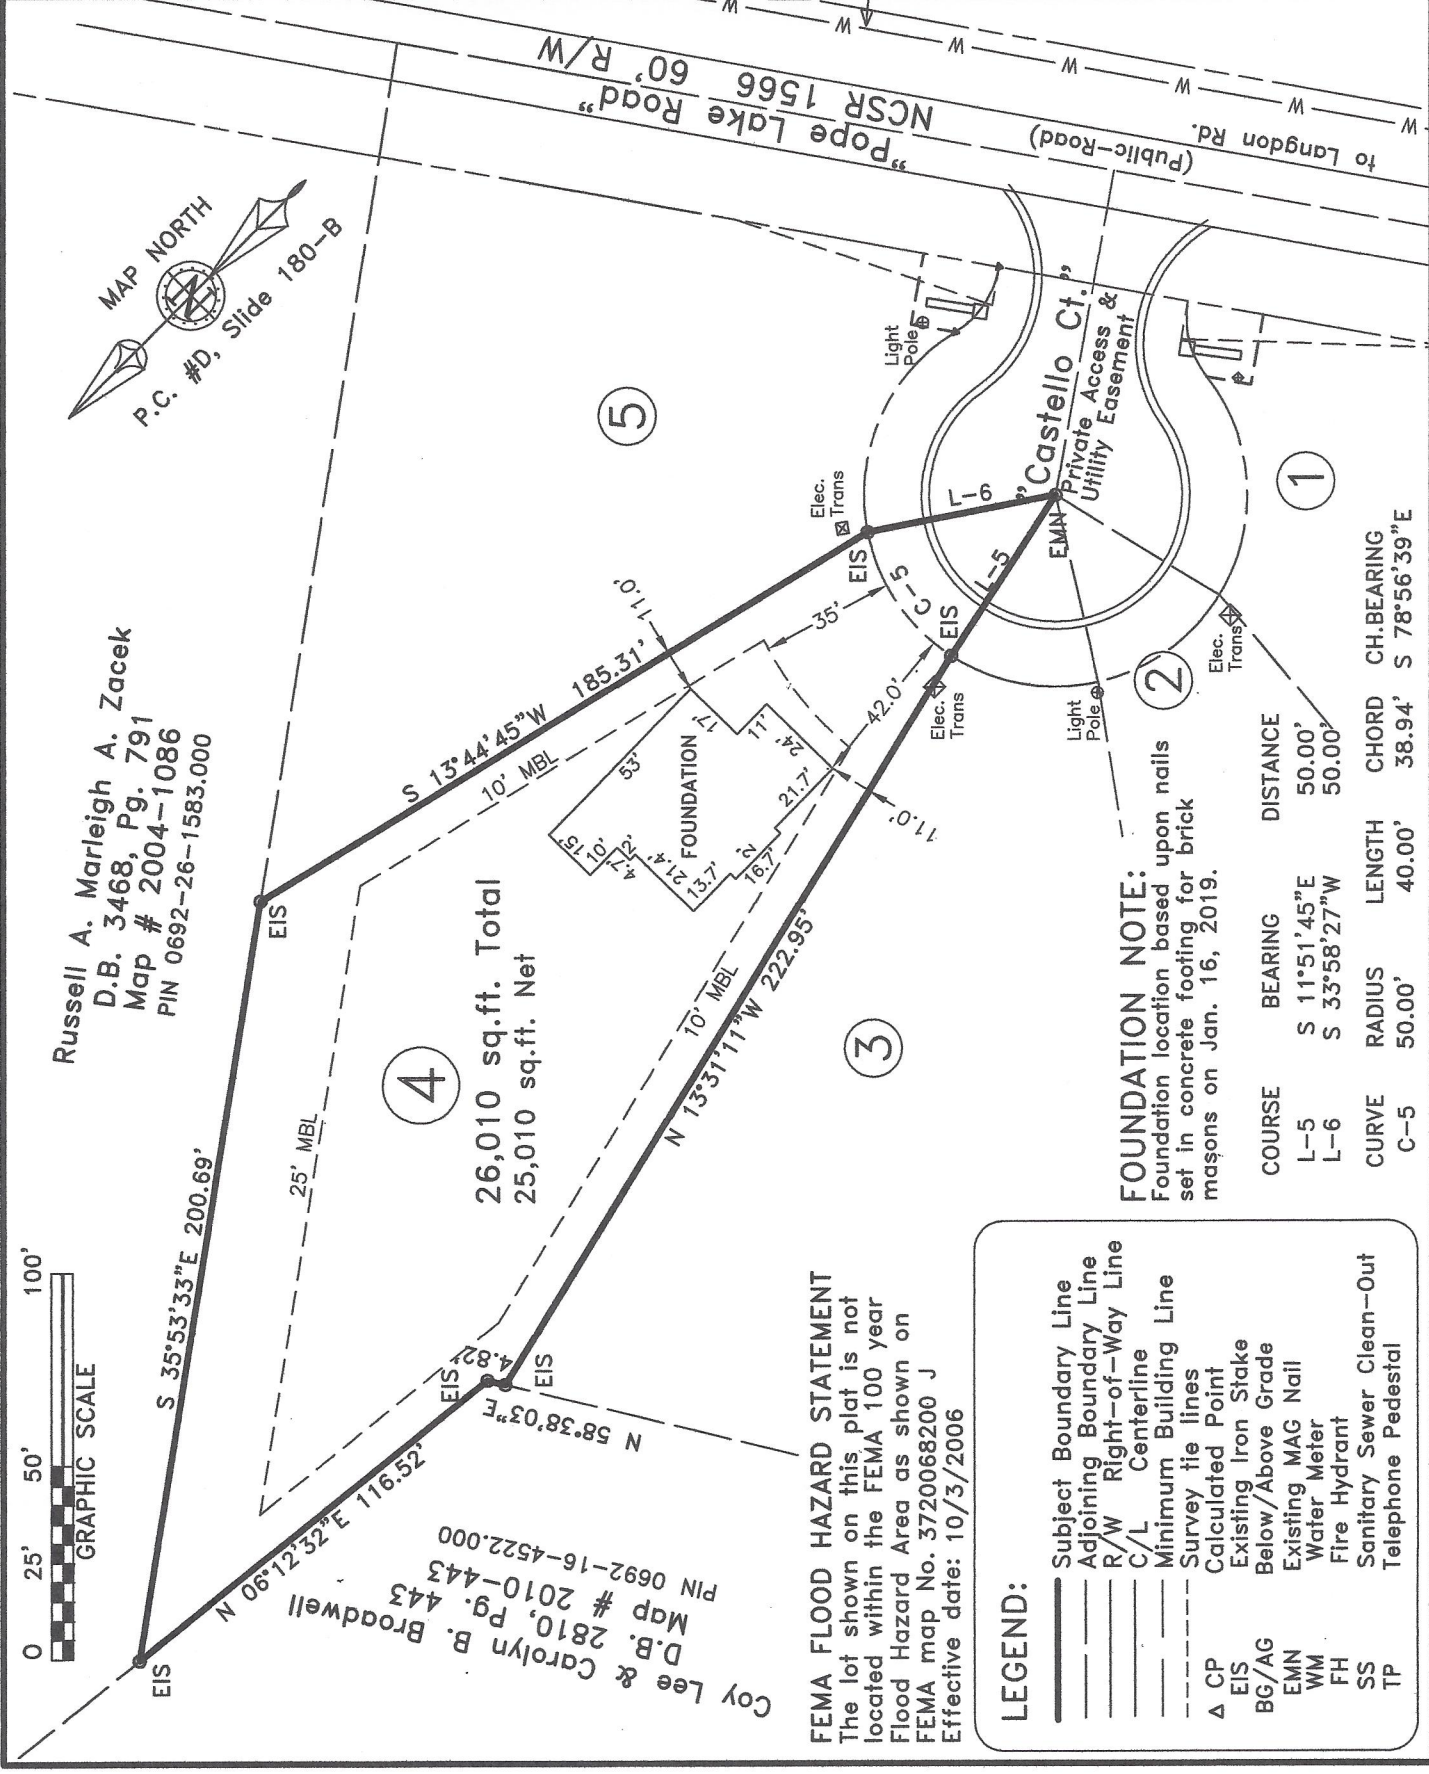 Russell A. Marleigh A. Zacek
D.B. 3468, Pg. 791
Map # 2004-1086
PIN 0692-26-1583.000
MAP NORTH
N
P.C. #D, Slide 180-B
"Pope Lake Road"
NCSR 1566 60' R/W
(Public-Road)
to Langdon Rd.
W
W
W
W
W
W
W
0 25' 50' 100'
GRAPHIC SCALE
S 35°53'33"E 200.69'
25' MBL
EIS
EIS
S 13°44'45"W 185.31'
10' MBL
11.0'
5
4
26,010 sq.ft. Total
25,010 sq.ft. Net
FOUNDATION
53'
17'
11'
24'
21.7'
2'
16.7'
13.7'
21.4'
2'
4.7'
10'
15'
35'
42.0'
11.0'
C-5
L-5
L-6
EIS
EIS
EMN
Elec.
Trans
Elec.
Trans
Elec.
Trans
Light
Pole
Light
Pole
"Castello Ct."
Private Access &
Utility Easement
1
2
3
N 13°31'11"W 222.95'
10' MBL
EIS
EIS
4.82'
N 58°38'03"E
N 06°12'32"E 116.52'
Coy Lee & Carolyn B. Broadwell
D.B. 2810, Pg. 443
Map # 2010-443
PIN 0692-16-4522.000
FEMA FLOOD HAZARD STATEMENT
The lot shown on this plat is not
located within the FEMA 100 year
Flood Hazard Area as shown on
FEMA map No. 3720068200 J
Effective date: 10/3/2006
FOUNDATION NOTE:
Foundation location based upon nails
set in concrete footing for brick
masons on Jan. 16, 2019.
COURSE BEARING DISTANCE
L-5 S 11°51'45"E 50.00'
L-6 S 33°58'27"W 50.00'
CURVE RADIUS LENGTH CHORD CH.BEARING
C-5 50.00' 40.00' 38.94' S 78°56'39"E
LEGEND:
Subject Boundary Line
Adjoining Boundary Line
R/W Right-of-Way Line
C/L Centerline
Minimum Building Line
Survey tie lines
CP Calculated Point
EIS Existing Iron Stake
BG/AG Below/Above Grade
EMN Existing MAG Nail
WM Water Meter
FH Fire Hydrant
SS Sanitary Sewer Clean-Out
TP Telephone Pedestal